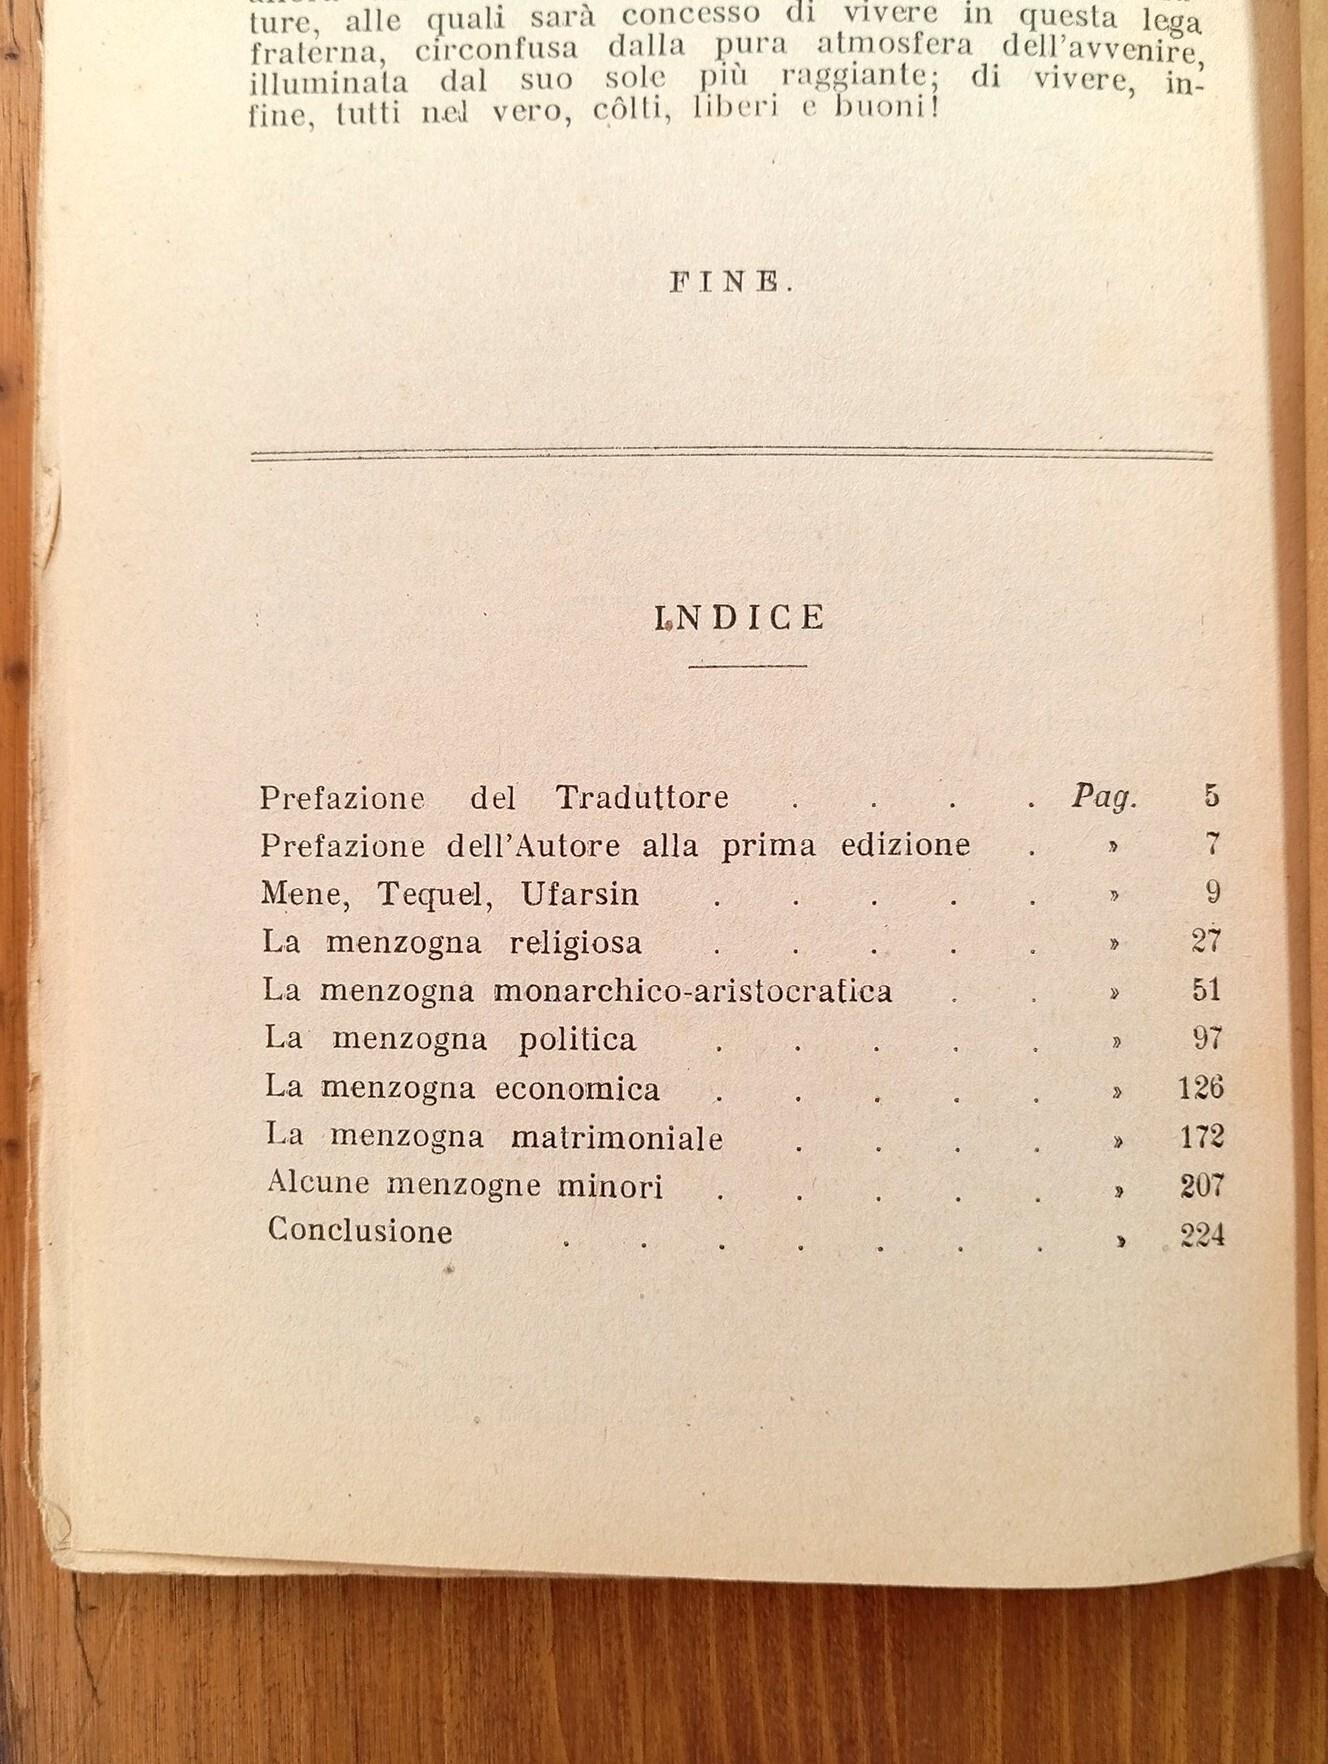 ture, alle quali sarà concesso di vivere in questa lega
fraterna, circonfusa dalla pura atmosfera dell'avvenire,
illuminata dal suo sole più raggiante; di vivere, in-
fine, tutti nel vero, côlti, liberi e buoni!
FINE.
INDICE
Prefazione del Traduttore . . . . Pag. 5
Prefazione dell'Autore alla prima edizione . » 7
Mene, Tequel, Ufarsin . . . . . » 9
La menzogna religiosa . . . . . » 27
La menzogna monarchico-aristocratica . . » 51
La menzogna politica . . . . . » 97
La menzogna economica . . . . . » 126
La menzogna matrimoniale . . . . » 172
Alcune menzogne minori . . . . . » 207
Conclusione . . . . . . . » 224